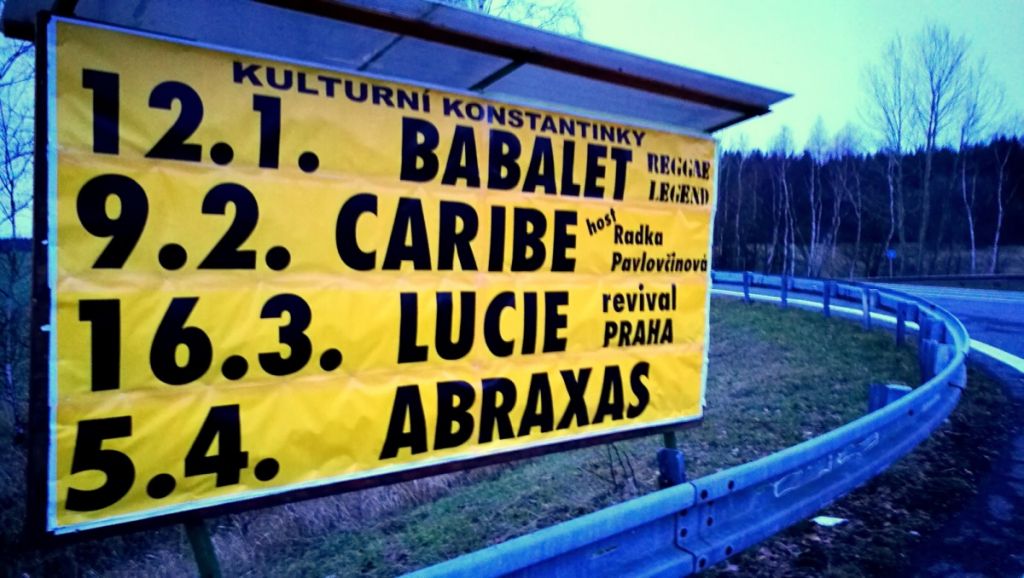 KULTURNÍ KONSTANTINKY
12.1. BABALET REGGAE LEGEND
9.2. CARIBE host Radka Pavlovčinová
16.3. LUCIE revival PRAHA
5.4. ABRAXAS